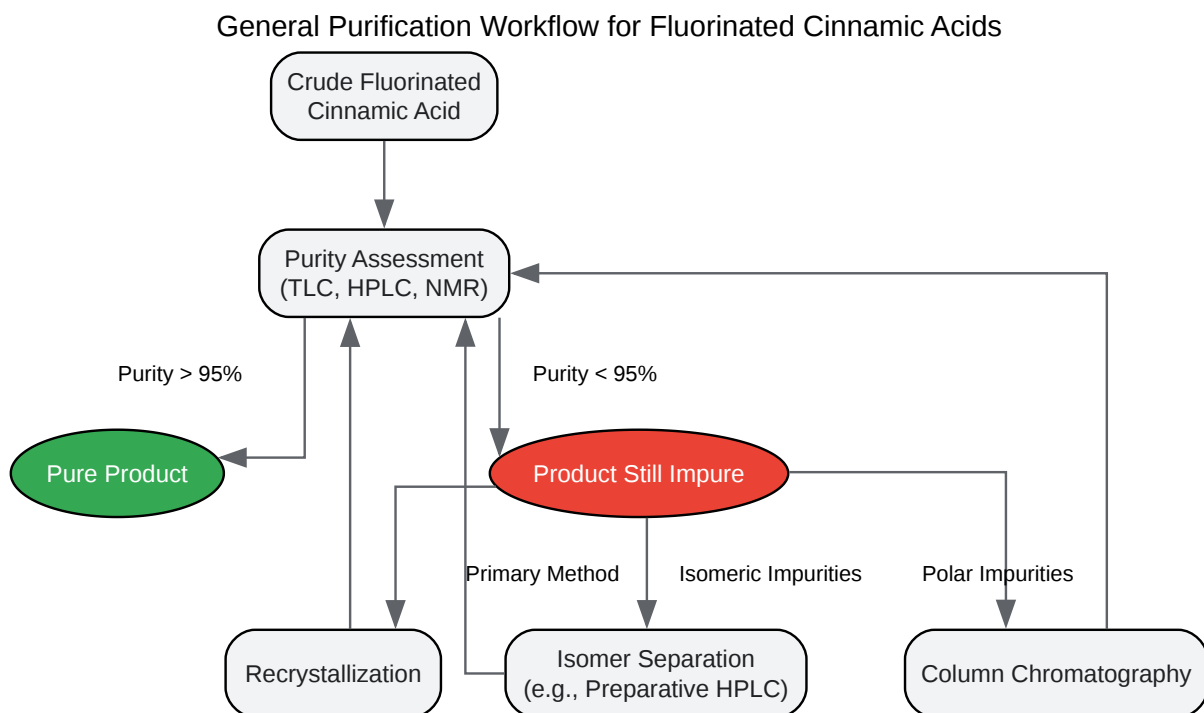 General Purification Workflow for Fluorinated Cinnamic Acids
Crude Fluorinated
Cinnamic Acid
Purity Assessment
(TLC, HPLC, NMR)
Purity > 95%
Purity < 95%
Pure Product
Product Still Impure
Primary Method
Isomeric Impurities
Polar Impurities
Recrystallization
Isomer Separation
(e.g., Preparative HPLC)
Column Chromatography